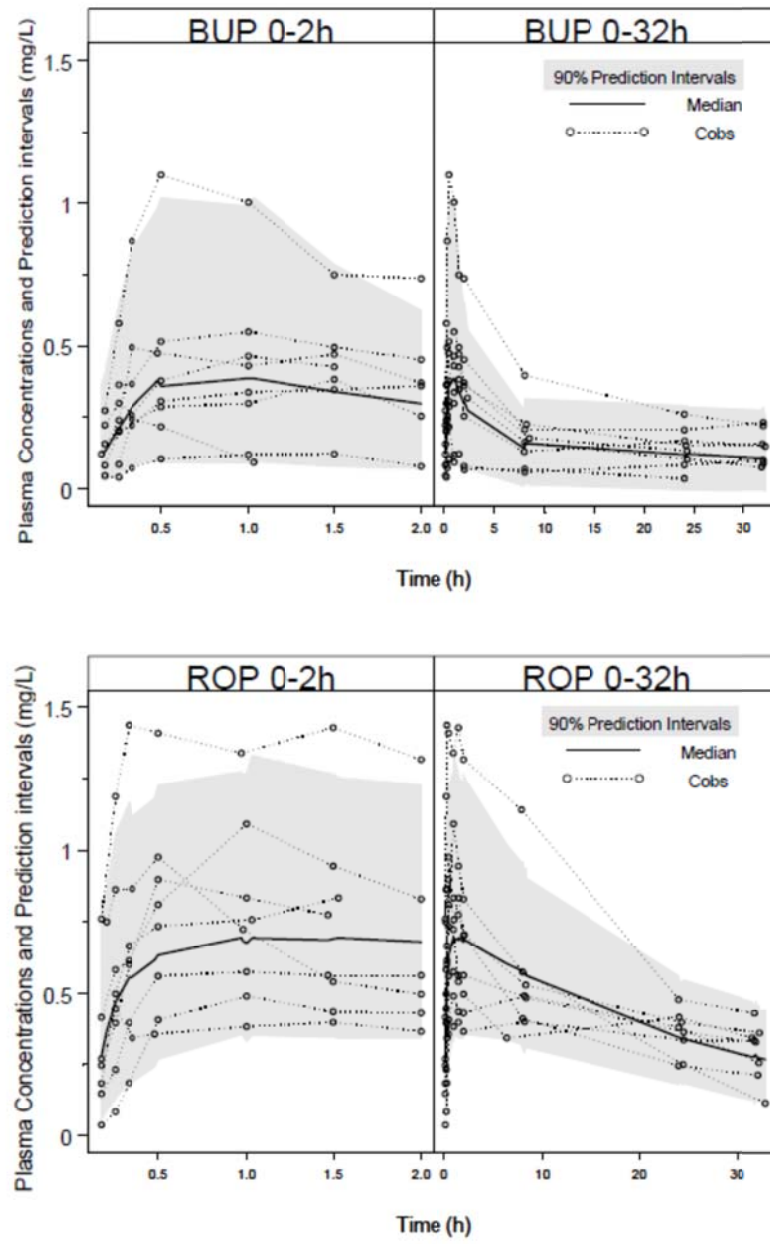 BUP 0-2h
BUP 0-32h
Plasma Concentrations and Prediction intervals (mg/L)
1.5
1
0.5
0
90% Prediction Intervals
Median
Cobs
0.5
1.0
1.5
2.0
0
5
10
15
20
25
30
Time (h)
ROP 0-2h
ROP 0-32h
Plasma Concentrations and Prediction intervals (mg/L)
1.5
1
0.5
0
90% Prediction Intervals
Median
Cobs
0.5
1.0
1.5
2.0
0
10
20
30
Time (h)